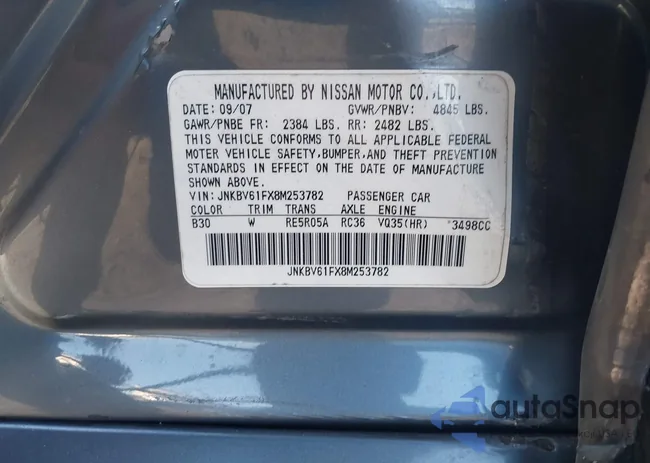 MANUFACTURED BY NISSAN MOTOR CO.,LTD.
DATE: 09/07 GVWR/PNBV: 4845 LBS.
GAWR/PNBE FR: 2384 LBS. RR: 2482 LBS.
THIS VEHICLE CONFORMS TO ALL APPLICABLE FEDERAL
MOTER VEHICLE SAFETY,BUMPER,AND THEFT PREVENTION
STANDARDS IN EFFECT ON THE DATE OF MANUFACTURE
SHOWN ABOVE.
VIN: JNKBV61FX8M253782 PASSENGER CAR
COLOR TRIM TRANS AXLE ENGINE
B30 W RE5R05A RC36 VQ35(HR) 3498CC
JNKBV61FX8M253782
autaSnap